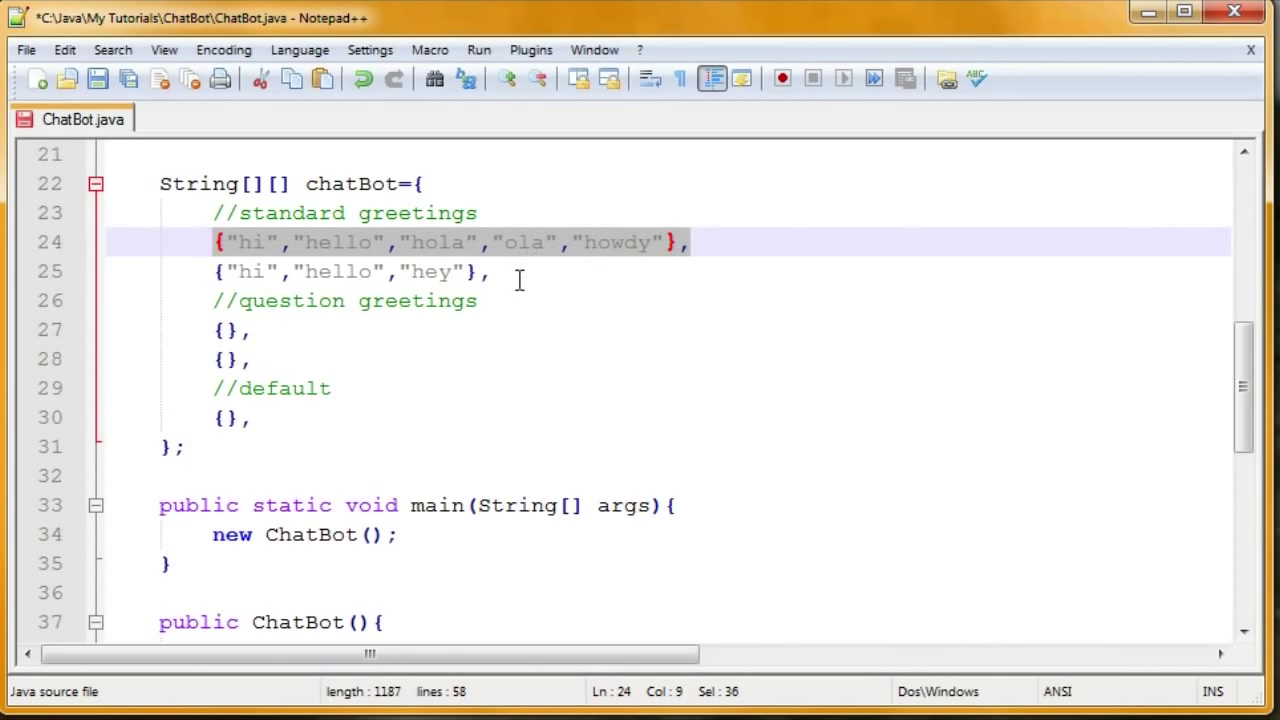 *C:\Java\My Tutorials\ChatBot\ChatBot.java - Notepad++
File Edit Search View Encoding Language Settings Macro Run Plugins Window ? X
ABC
ChatBot.java
21
22 String[][] chatBot={
23 //standard greetings
24 {"hi","hello","hola","ola","howdy"},
25 {"hi","hello","hey"},
26 //question greetings
27 {},
28 {},
29 //default
30 {},
31 };
32
33 public static void main(String[] args){
34 new ChatBot();
35 }
36
37 public ChatBot(){
Java source file length : 1187 lines : 58 Ln : 24 Col : 9 Sel : 36 Dos\Windows ANSI INS